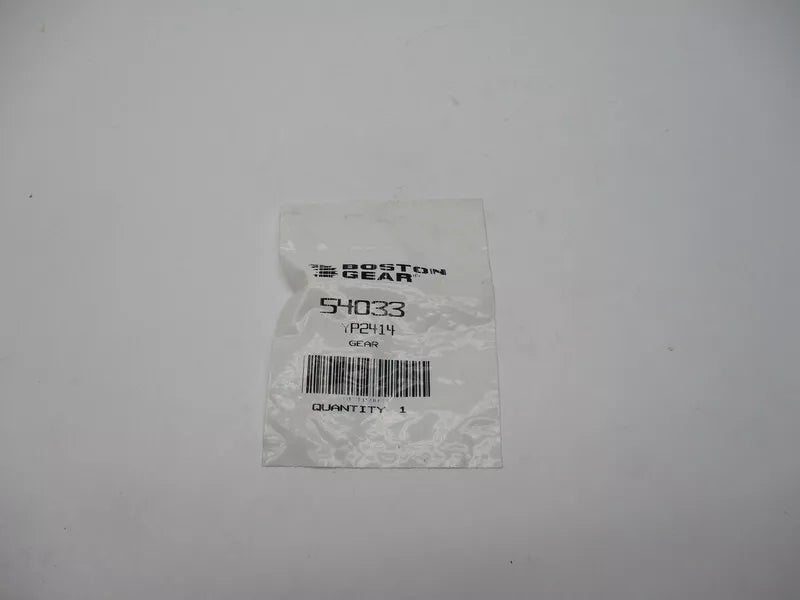 BOSTON
GEAR
54033
YP2414
GEAR
QUANTITY 1